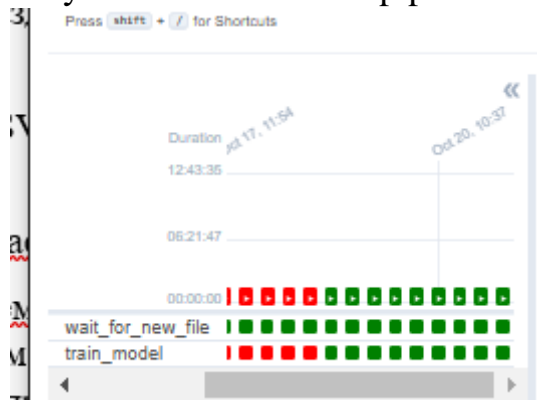 Press shift + / for Shortcuts
Duration
ct 17, 11:54
Oct 20, 10:37
12:43:35
06:21:47
00:00:00
wait_for_new_file
train_model